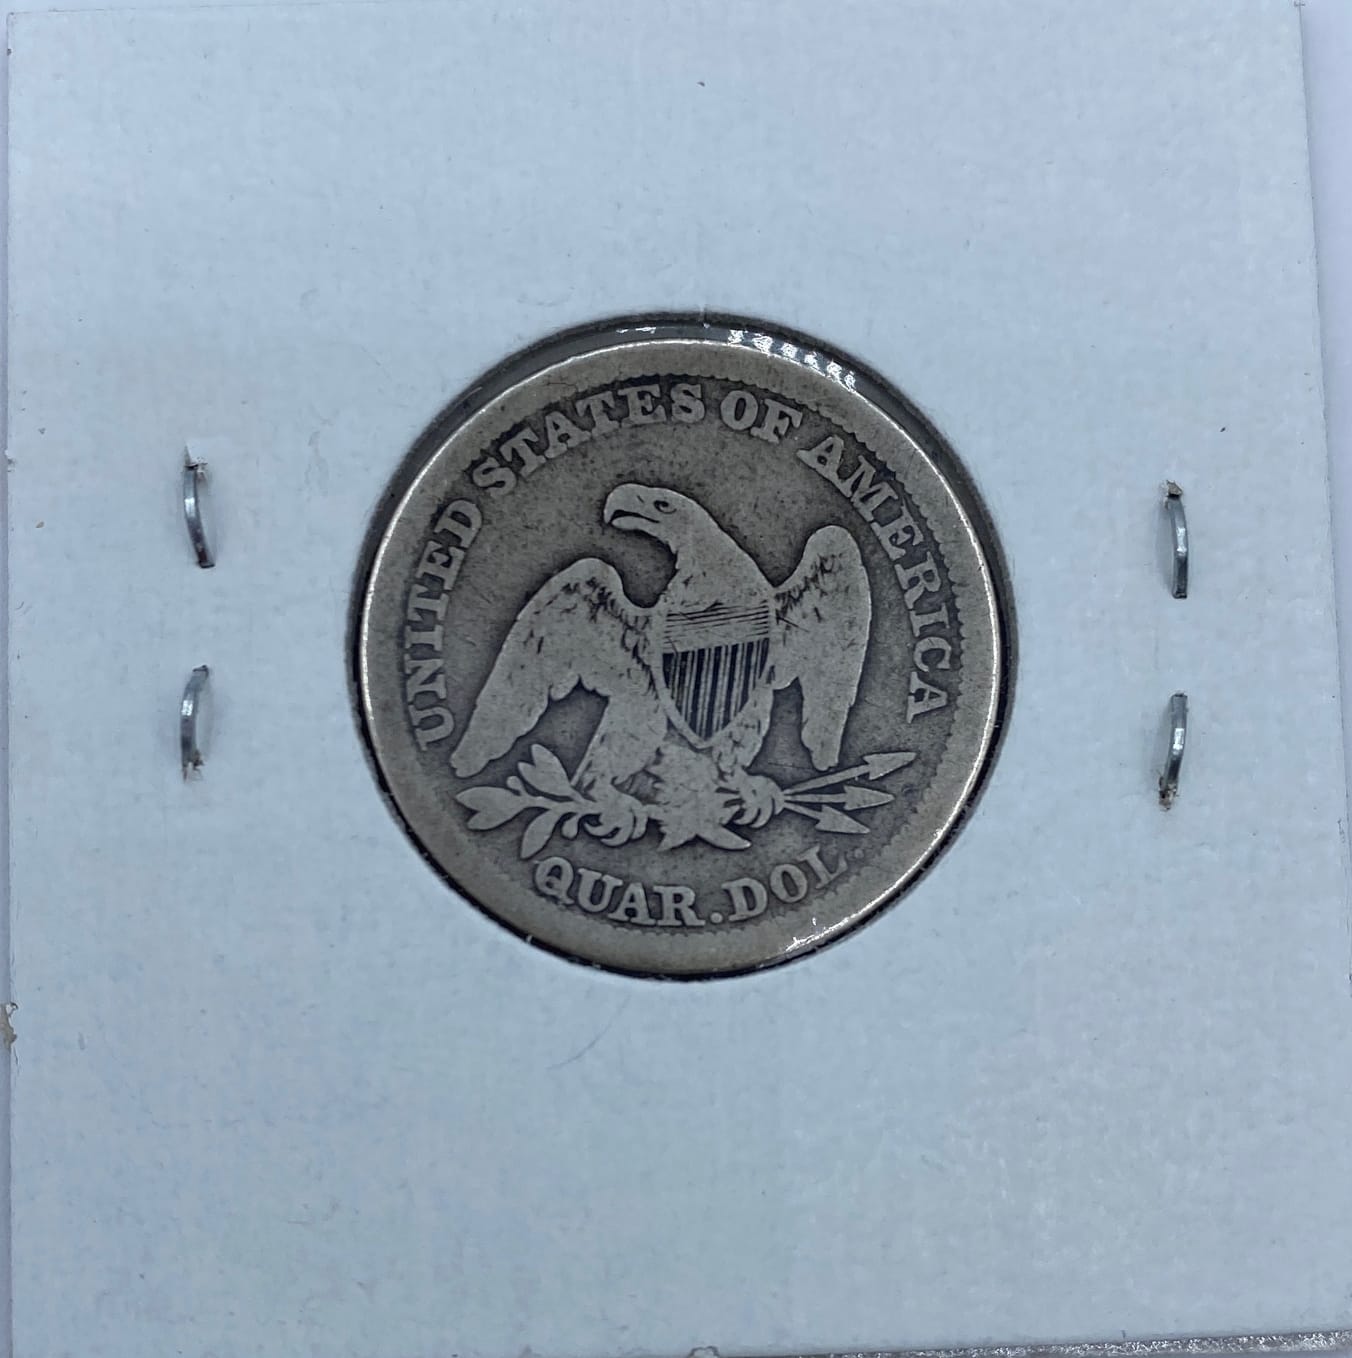 UNITED STATES OF AMERICA
QUAR. DOL.